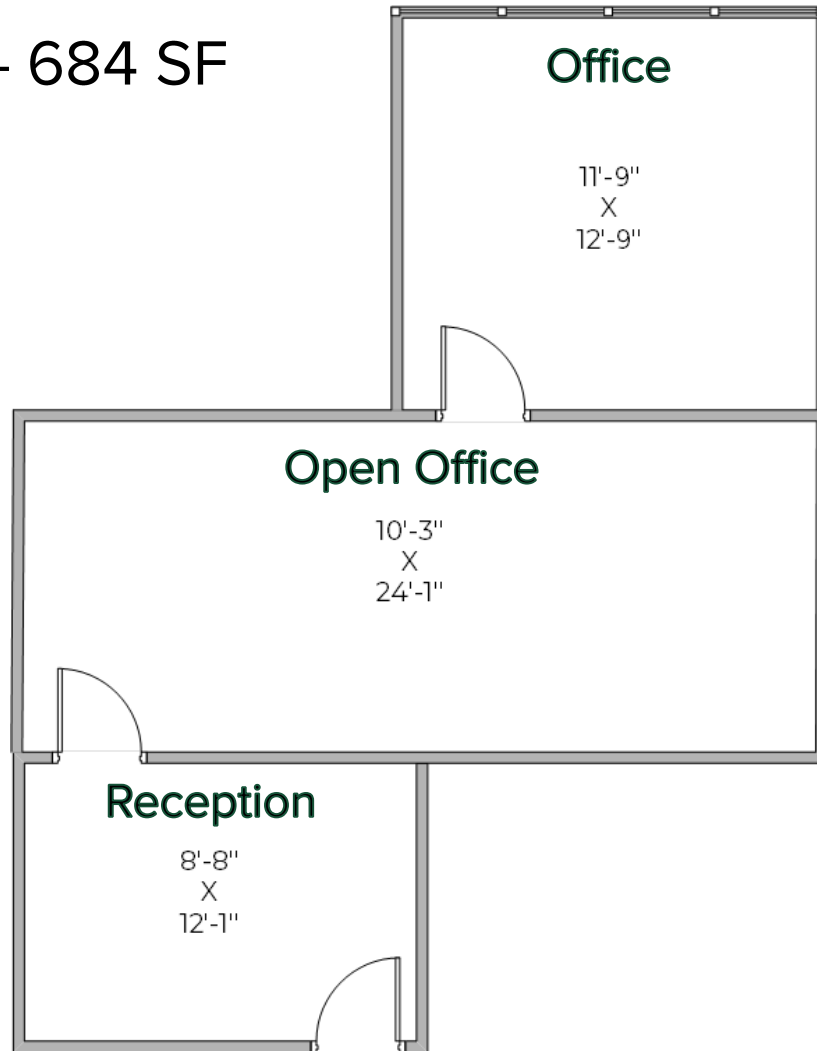 - 684 SF
Office
11'-9"
X
12'-9"
Open Office
10'-3"
X
24'-1"
Reception
8'-8"
X
12'-1"